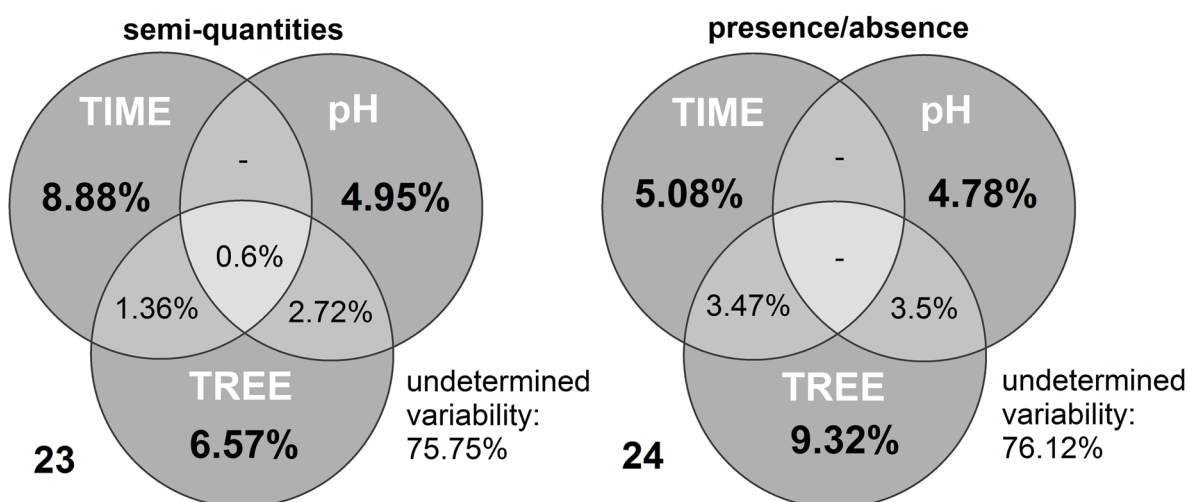 semi-quantities
TIME
pH
-
8.88%
4.95%
0.6%
1.36%
2.72%
TREE
6.57%
undetermined
variability:
75.75%
23
presence/absence
TIME
pH
-
5.08%
4.78%
-
3.47%
3.5%
TREE
9.32%
undetermined
variability:
76.12%
24